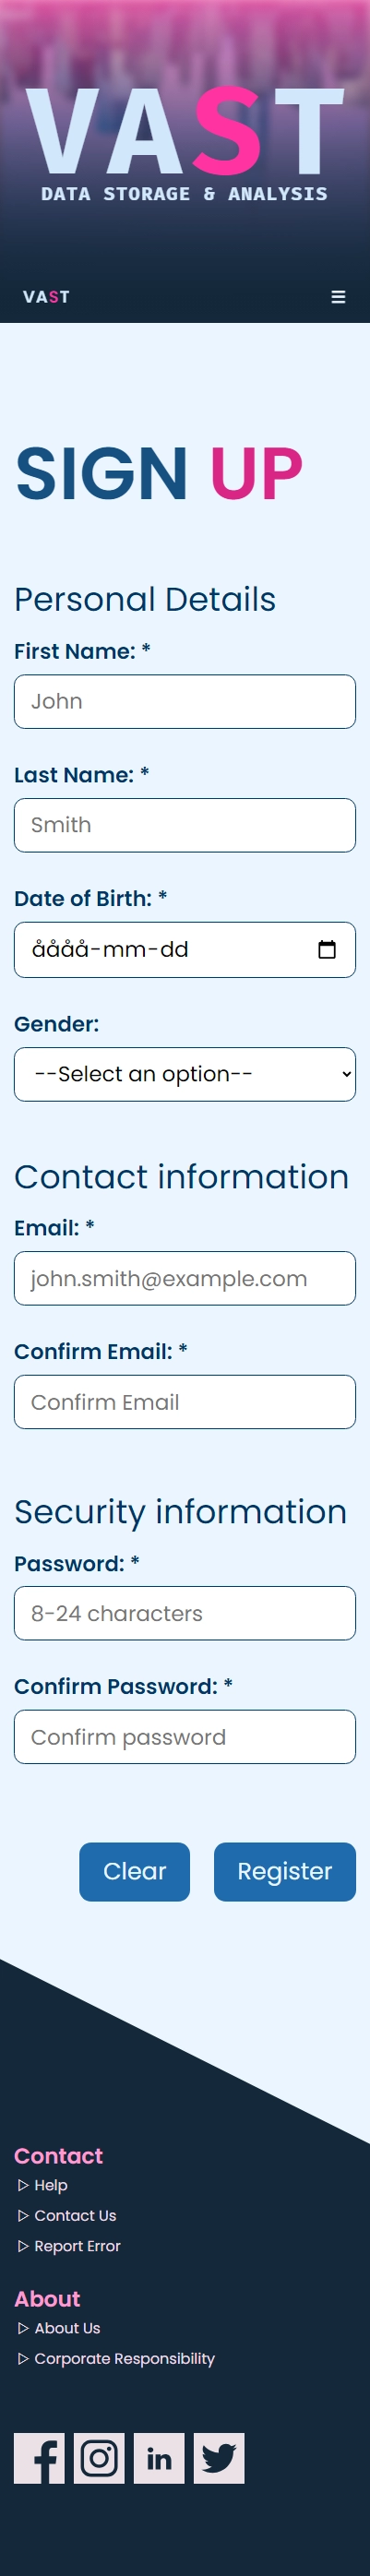 VAST
DATA STORAGE & ANALYSIS
VAST
SIGN UP
Personal Details
First Name: *
John
Last Name: *
Smith
Date of Birth: *
åååå-mm-dd
Gender:
--Select an option--
Contact information
Email: *
john.smith@example.com
Confirm Email: *
Confirm Email
Security information
Password: *
8-24 characters
Confirm Password: *
Confirm password
Clear Register
Contact
Help
Contact Us
Report Error
About
About Us
Corporate Responsibility